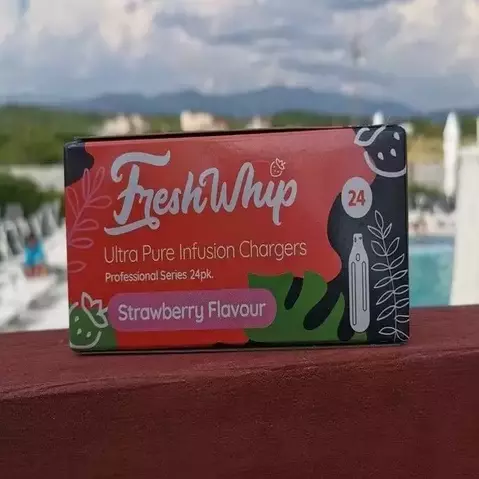 FreshWhip
24
Ultra Pure Infusion Chargers
Professional Series 24pk.
Strawberry Flavour